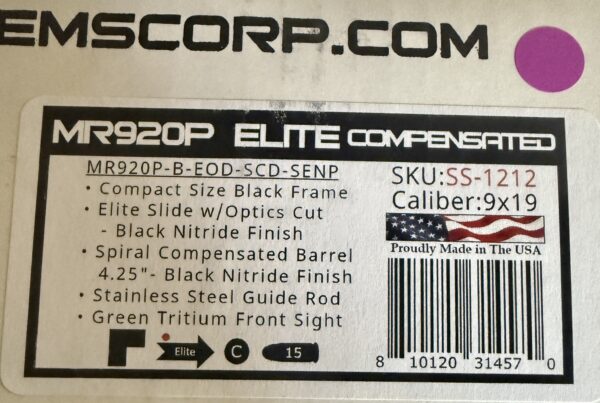 EMSCORP.COM
MR920P ELITE COMPENSATED
MR920P-B-EOD-SCD-SENP
· Compact Size Black Frame
· Elite Slide w/Optics Cut
- Black Nitride Finish
· Spiral Compensated Barrel
4.25"- Black Nitride Finish
· Stainless Steel Guide Rod
· Green Tritium Front Sight
Elite C 15
SKU:SS-1212
Caliber:9x19
Proudly Made in The USA
8 10120 31457 0